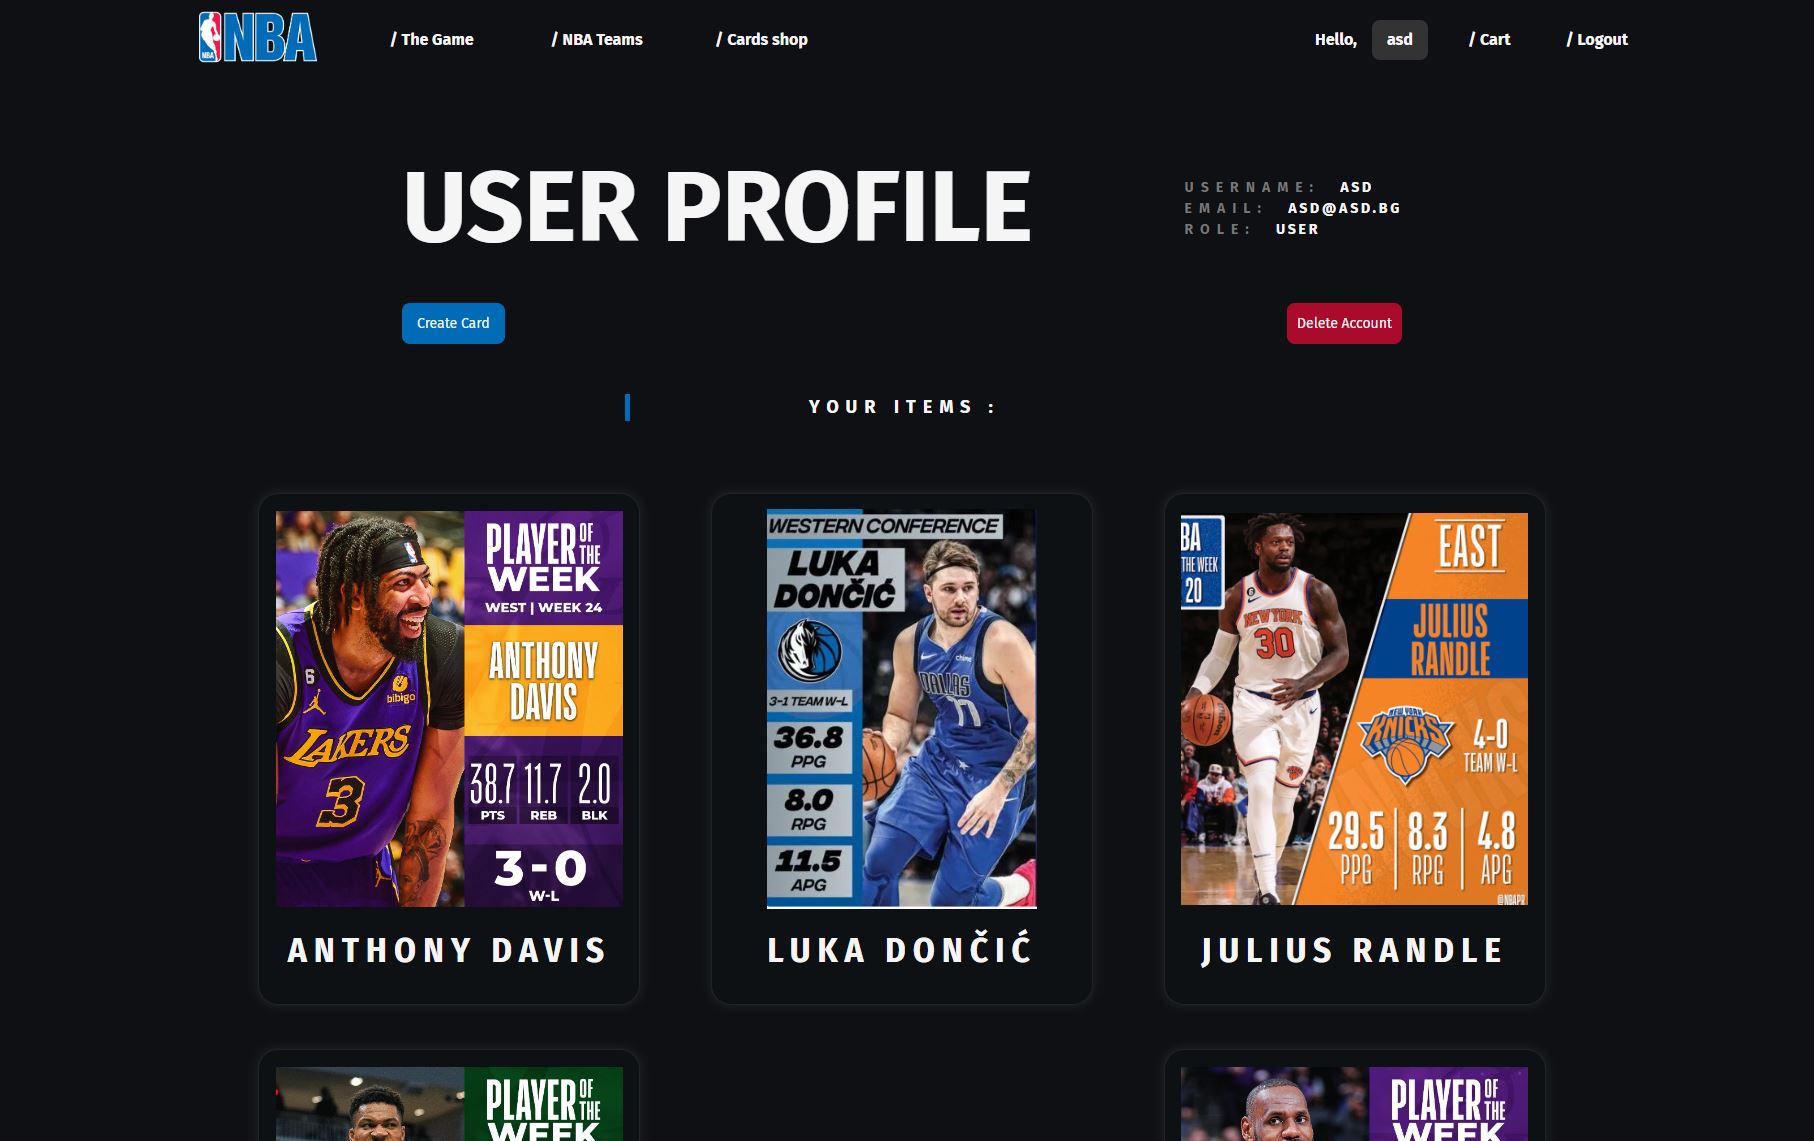 NBA NBA / The Game / NBA Teams / Cards shop Hello, asd / Cart / Logout
USER PROFILE
USERNAME: ASD
EMAIL: ASD@ASD.BG
ROLE: USER
Create Card Delete Account
YOUR ITEMS :
PLAYER OF THE
WEEK
WEST | WEEK 24
ANTHONY
DAVIS
6
bibigo
LAKERS
3
38.7 11.7 2.0
PTS REB BLK
3-0
W-L
ANTHONY DAVIS
WESTERN CONFERENCE
LUKA
DONČIĆ
3-1 TEAM W-L
36.8
PPG
8.0
RPG
11.5
APG
chime
DALLAS
77
LUKA DONČIĆ
BA
THE WEEK
20
EAST
JULIUS
RANDLE
6
NEW YORK
30
NEW YORK
KNICKS
4-0
TEAM W-L
29.5 8.3 4.8
PPG RPG APG
@NBAPR
JULIUS RANDLE
PLAYER OF THE
WEEK
PLAYER OF THE
WEEK